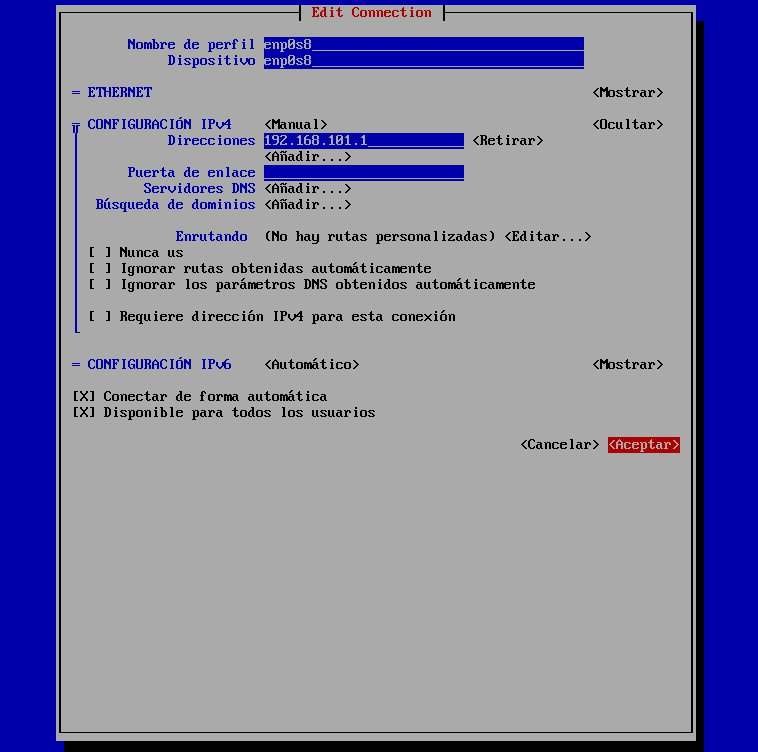 Edit Connection
Nombre de perfil enp0s8
Dispositivo enp0s8
= ETHERNET <Mostrar>
= CONFIGURACIÓN IPv4 <Manual> <Ocultar>
Direcciones 192.168.101.1 <Retirar>
<Añadir...>
Puerta de enlace
Servidores DNS <Añadir...>
Búsqueda de dominios <Añadir...>
Enrutando (No hay rutas personalizadas) <Editar...>
[ ] Nunca us
[ ] Ignorar rutas obtenidas automáticamente
[ ] Ignorar los parámetros DNS obtenidos automáticamente
[ ] Requiere dirección IPv4 para esta conexión
= CONFIGURACIÓN IPv6 <Automático> <Mostrar>
[X] Conectar de forma automática
[X] Disponible para todos los usuarios
<Cancelar> <Aceptar>